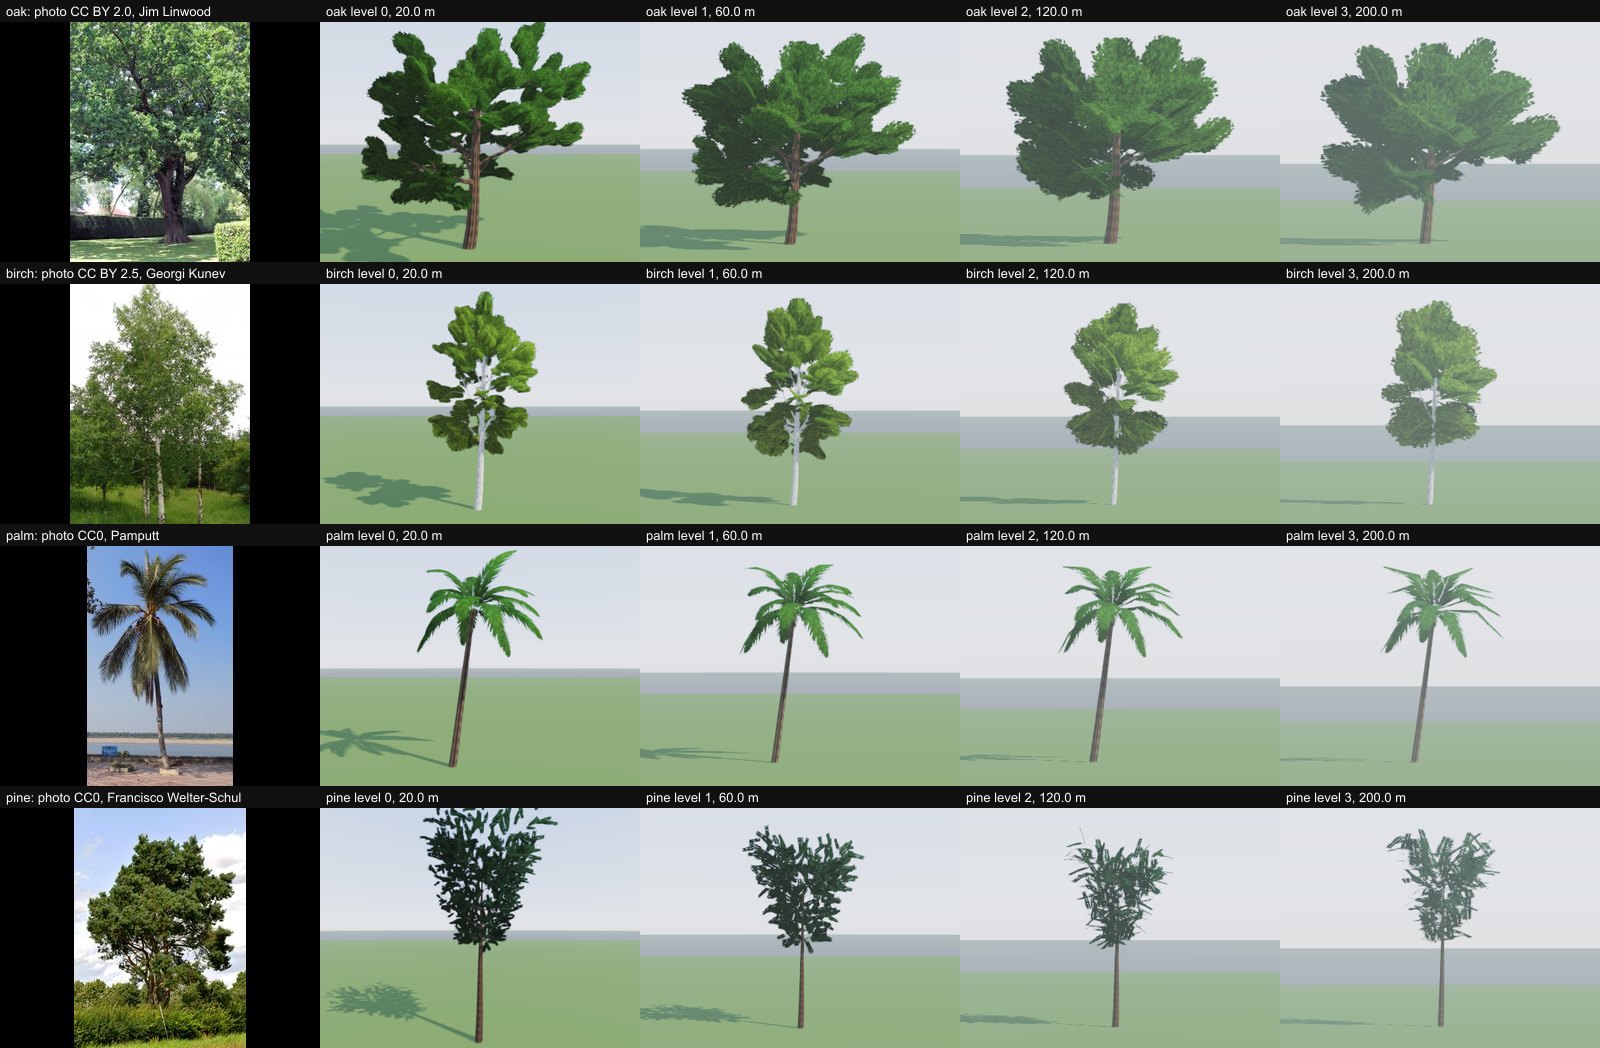 oak: photo CC BY 2.0, Jim Linwood
oak level 0, 20.0 m
oak level 1, 60.0 m
oak level 2, 120.0 m
oak level 3, 200.0 m
birch: photo CC BY 2.5, Georgi Kunev
birch level 0, 20.0 m
birch level 1, 60.0 m
birch level 2, 120.0 m
birch level 3, 200.0 m
palm: photo CC0, Pamputt
palm level 0, 20.0 m
palm level 1, 60.0 m
palm level 2, 120.0 m
palm level 3, 200.0 m
pine: photo CC0, Francisco Welter-Schul
pine level 0, 20.0 m
pine level 1, 60.0 m
pine level 2, 120.0 m
pine level 3, 200.0 m